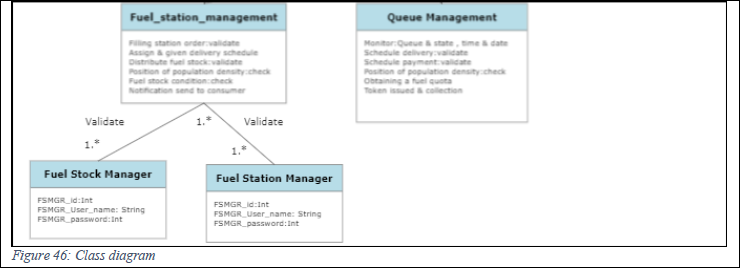 Fuel_station_management
Filling station order:validate
Assign & given delivery schedule
Distribute fuel stock:validate
Position of population density:check
Fuel stock condition:check
Notification send to consumer
Queue Management
Monitor:Queue & state , time & date
Schedule delivery:validate
Schedule payment:validate
Position of population density:check
Obtaining a fuel quota
Token issued & collection
Validate
1.*
Validate
1.*
1.*
Fuel Stock Manager
FSMGR_id:Int
FSMGR_User_name: String
FSMGR_password:Int
Fuel Station Manager
FSMGR_id:Int
FSMGR_User_name: String
FSMGR_password:Int
Figure 46: Class diagram